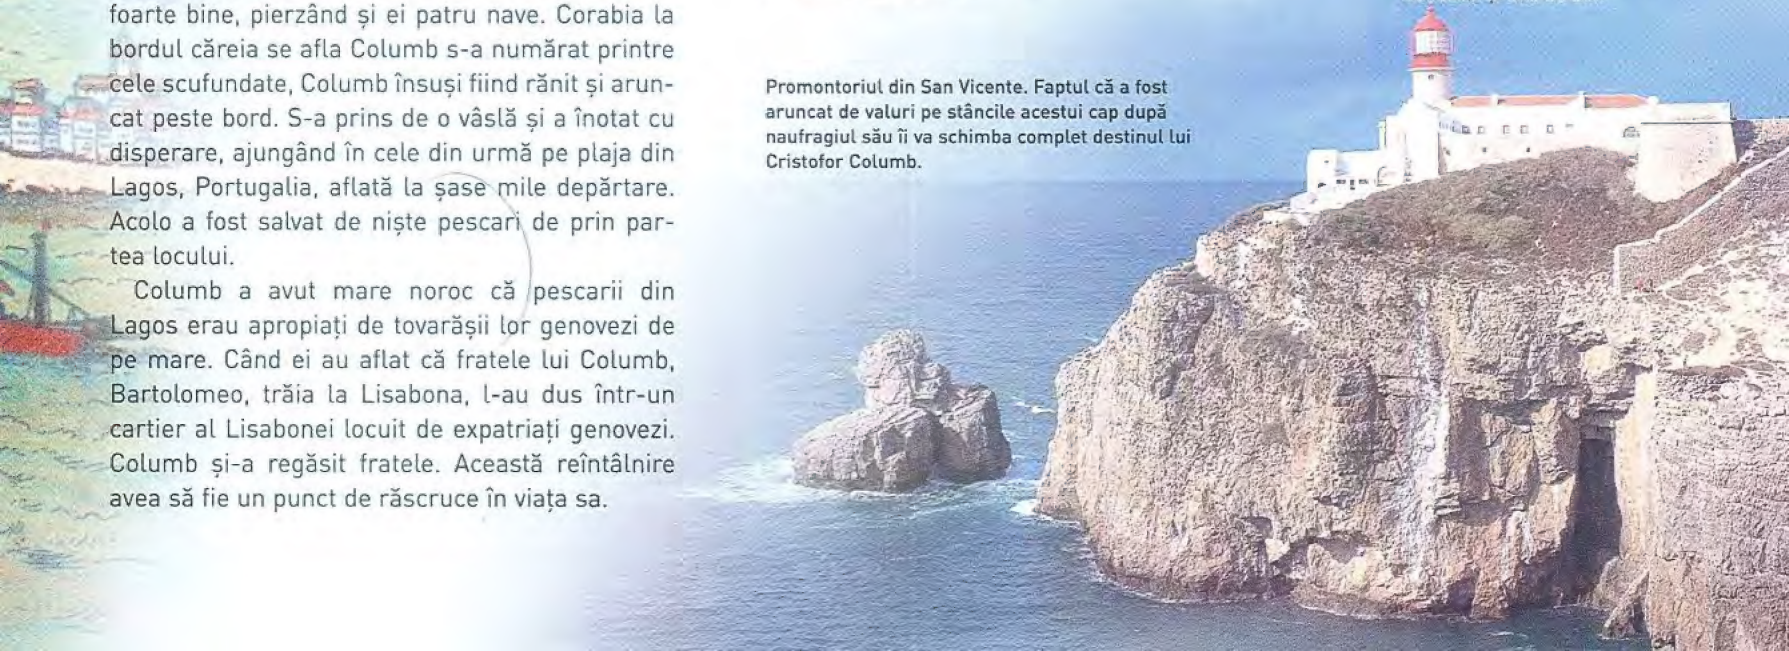 foarte bine, pierzând și ei patru nave. Corabia la
bordul căreia se afla Columb s-a numărat printre
cele scufundate, Columb însuși fiind rănit și arun-
cat peste bord. S-a prins de o vâslă și a înotat cu
disperare, ajungând în cele din urmă pe plaja din
Lagos, Portugalia, aflată la șase mile depărtare.
Acolo a fost salvat de niște pescari de prin par-
tea locului.
Columb a avut mare noroc că pescarii din
Lagos erau apropiați de tovarășii lor genovezi de
pe mare. Când ei au aflat că fratele lui Columb,
Bartolomeo, trăia la Lisabona, l-au dus într-un
cartier al Lisabonei locuit de expatriați genovezi.
Columb și-a regăsit fratele. Această reîntâlnire
avea să fie un punct de răscruce în viața sa.
Promontoriul din San Vicente. Faptul că a fost
aruncat de valuri pe stâncile acestui cap după
naufragiul său îi va schimba complet destinul lui
Cristofor Columb.